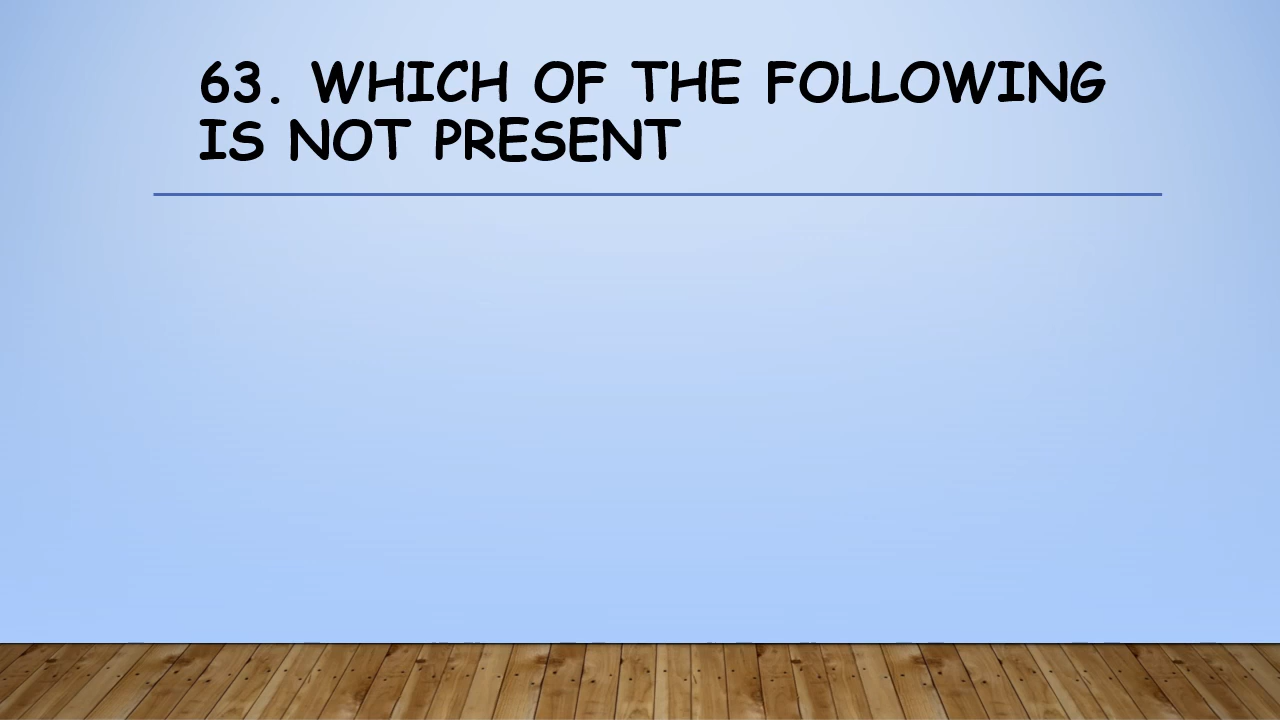 63. WHICH OF THE FOLLOWING
IS NOT PRESENT